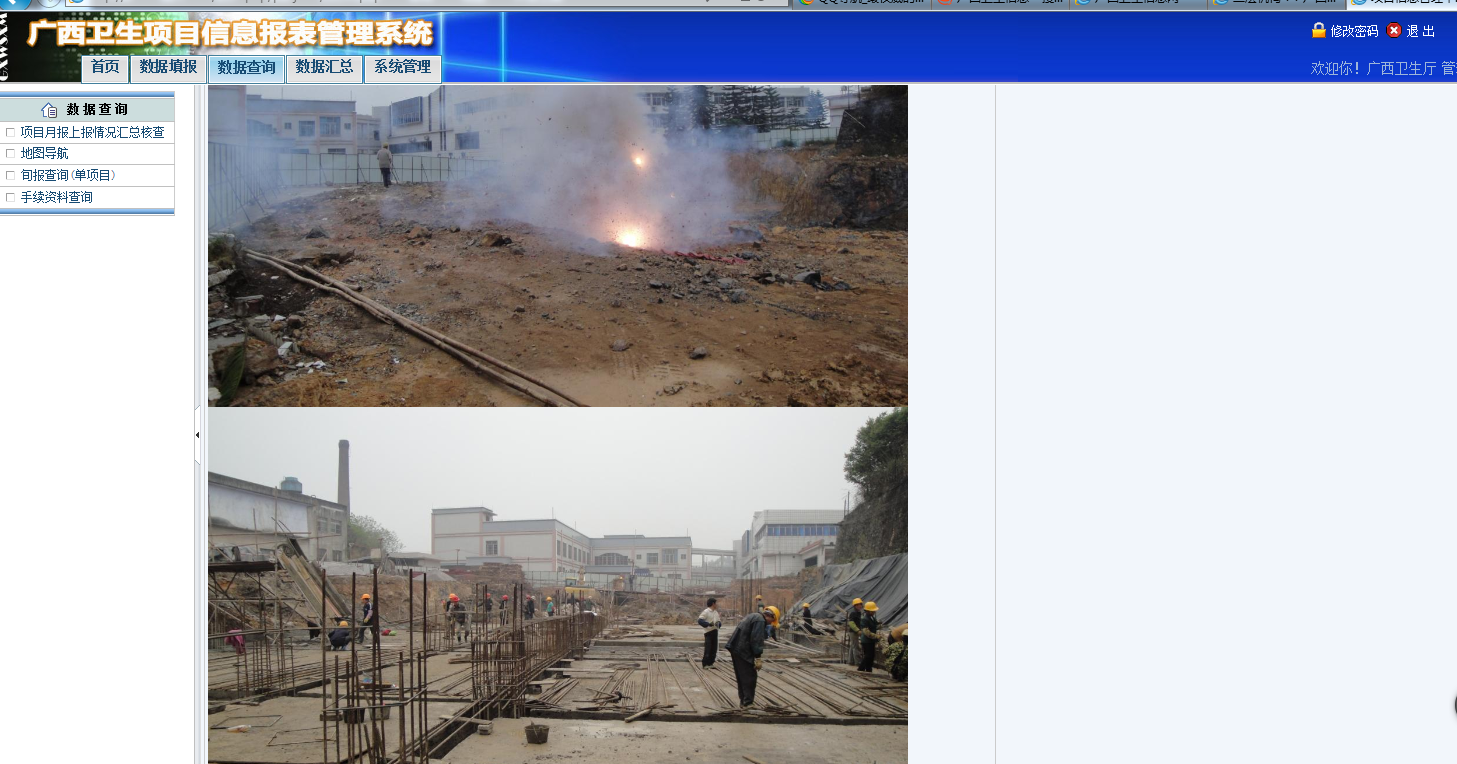 广西卫生项目信息报表管理系统
修改密码 退 出
首页 数据填报 数据查询 数据汇总 系统管理
欢迎你！广西卫生厅 管
数 据 查 询
项目月报上报情况汇总核查
地图导航
旬报查询(单项目)
手续资料查询